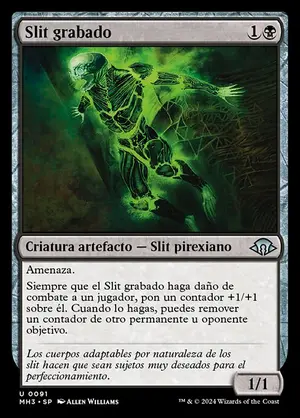 Slit grabado 1
Criatura artefacto — Slit pirexiano
Amenaza.
Siempre que el Slit grabado haga daño de
combate a un jugador, pon un contador +1/+1
sobre él. Cuando lo hagas, puedes remover
un contador de otro permanente u oponente
objetivo.
Los cuerpos adaptables por naturaleza de los
slit hacen que sean sujetos muy deseados para el
perfeccionamiento.
1/1
U 0091
MH3 • SP Allen Williams
™ & © 2024 Wizards of the Coast